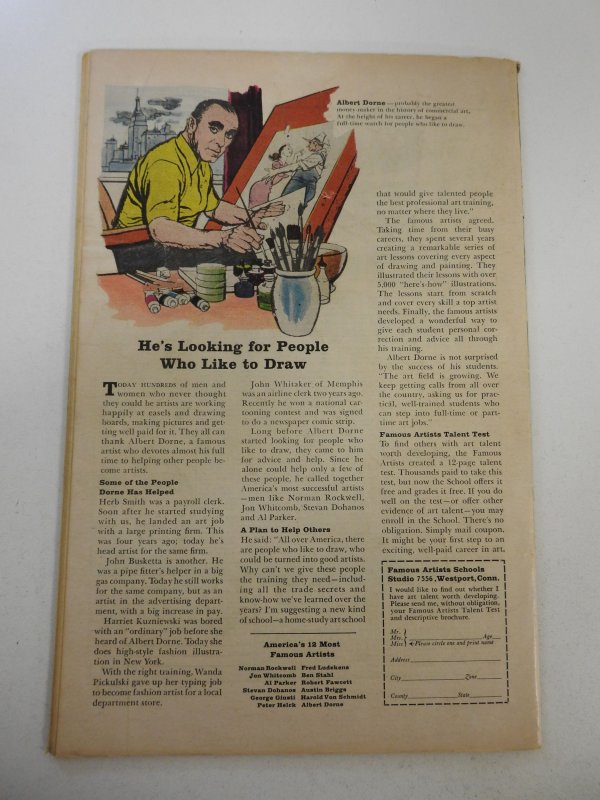 Albert Dorne—probably the greatest
money-maker in the history of commercial art.
At the height of his career, he began a
full-time search for people who like to draw.
He's Looking for People
Who Like to Draw
TODAY HUNDREDS of men and
women who never thought
they could be artists are working
happily at easels and drawing
boards, making pictures and get-
ting well paid for it. They all can
thank Albert Dorne, a famous
artist who devotes almost his full
time to helping other people be-
come artists.
Some of the People
Dorne Has Helped
Herb Smith was a payroll clerk.
Soon after he started studying
with us, he landed an art job
with a large printing firm. This
was four years ago; today he's
head artist for the same firm.
John Busketta is another. He
was a pipe fitter's helper in a big
gas company. Today he still works
for the same company, but as an
artist in the advertising depart-
ment, with a big increase in pay.
Harriet Kuzniewski was bored
with an "ordinary" job before she
heard of Albert Dorne. Today she
does high-style fashion illustra-
tion in New York.
With the right training, Wanda
Pickulski gave up her typing job
to become fashion artist for a local
department store.
John Whitaker of Memphis
was an airline clerk two years ago.
Recently he won a national car-
tooning contest and was signed
to do a newspaper comic strip.
Long before Albert Dorne
started looking for people who
like to draw, they came to him
for advice and help. Since he
alone could help only a few of
these people, he called together
America's most successful artists
—men like Norman Rockwell,
Jon Whitcomb, Stevan Dohanos
and Al Parker.
A Plan to Help Others
He said: "All over America, there
are people who like to draw, who
could be turned into good artists.
Why can't we give these people
the training they need—includ-
ing all the trade secrets and
know-how we've learned over the
years? I'm suggesting a new kind
of school—a home-study art school
America's 12 Most
Famous Artists
Norman Rockwell Fred Ludekens
Jon Whitcomb Ben Stahl
Al Parker Robert Fawcett
Stevan Dohanos Austin Briggs
George Giusti Harold Von Schmidt
Peter Helck Albert Dorne
that would give talented people
the best professional art training,
no matter where they live."
The famous artists agreed.
Taking time from their busy
careers, they spent several years
creating a remarkable series of
art lessons covering every aspect
of drawing and painting. They
illustrated their lessons with over
5,000 "here's-how" illustrations.
The lessons start from scratch
and cover every skill a top artist
needs. Finally, the famous artists
developed a wonderful way to
give each student personal cor-
rection and advice all through
his training.
Albert Dorne is not surprised
by the success of his students.
"The art field is growing. We
keep getting calls from all over
the country, asking us for prac-
tical, well-trained students who
can step into full-time or part-
time art jobs."
Famous Artists Talent Test
To find others with art talent
worth developing, the Famous
Artists created a 12-page talent
test. Thousands paid to take this
test, but now the School offers it
free and grades it free. If you do
well on the test—or offer other
evidence of art talent—you may
enroll in the School. There's no
obligation. Simply mail coupon.
It might be your first step to an
exciting, well-paid career in art.
Famous Artists Schools
Studio 7556, Westport, Conn.
I would like to find out whether I
have art talent worth developing.
Please send me, without obligation,
your Famous Artists Talent Test
and descriptive brochure.
Mr.
Mrs. Age
Miss Please circle one and print name
Address
City Zone
County State